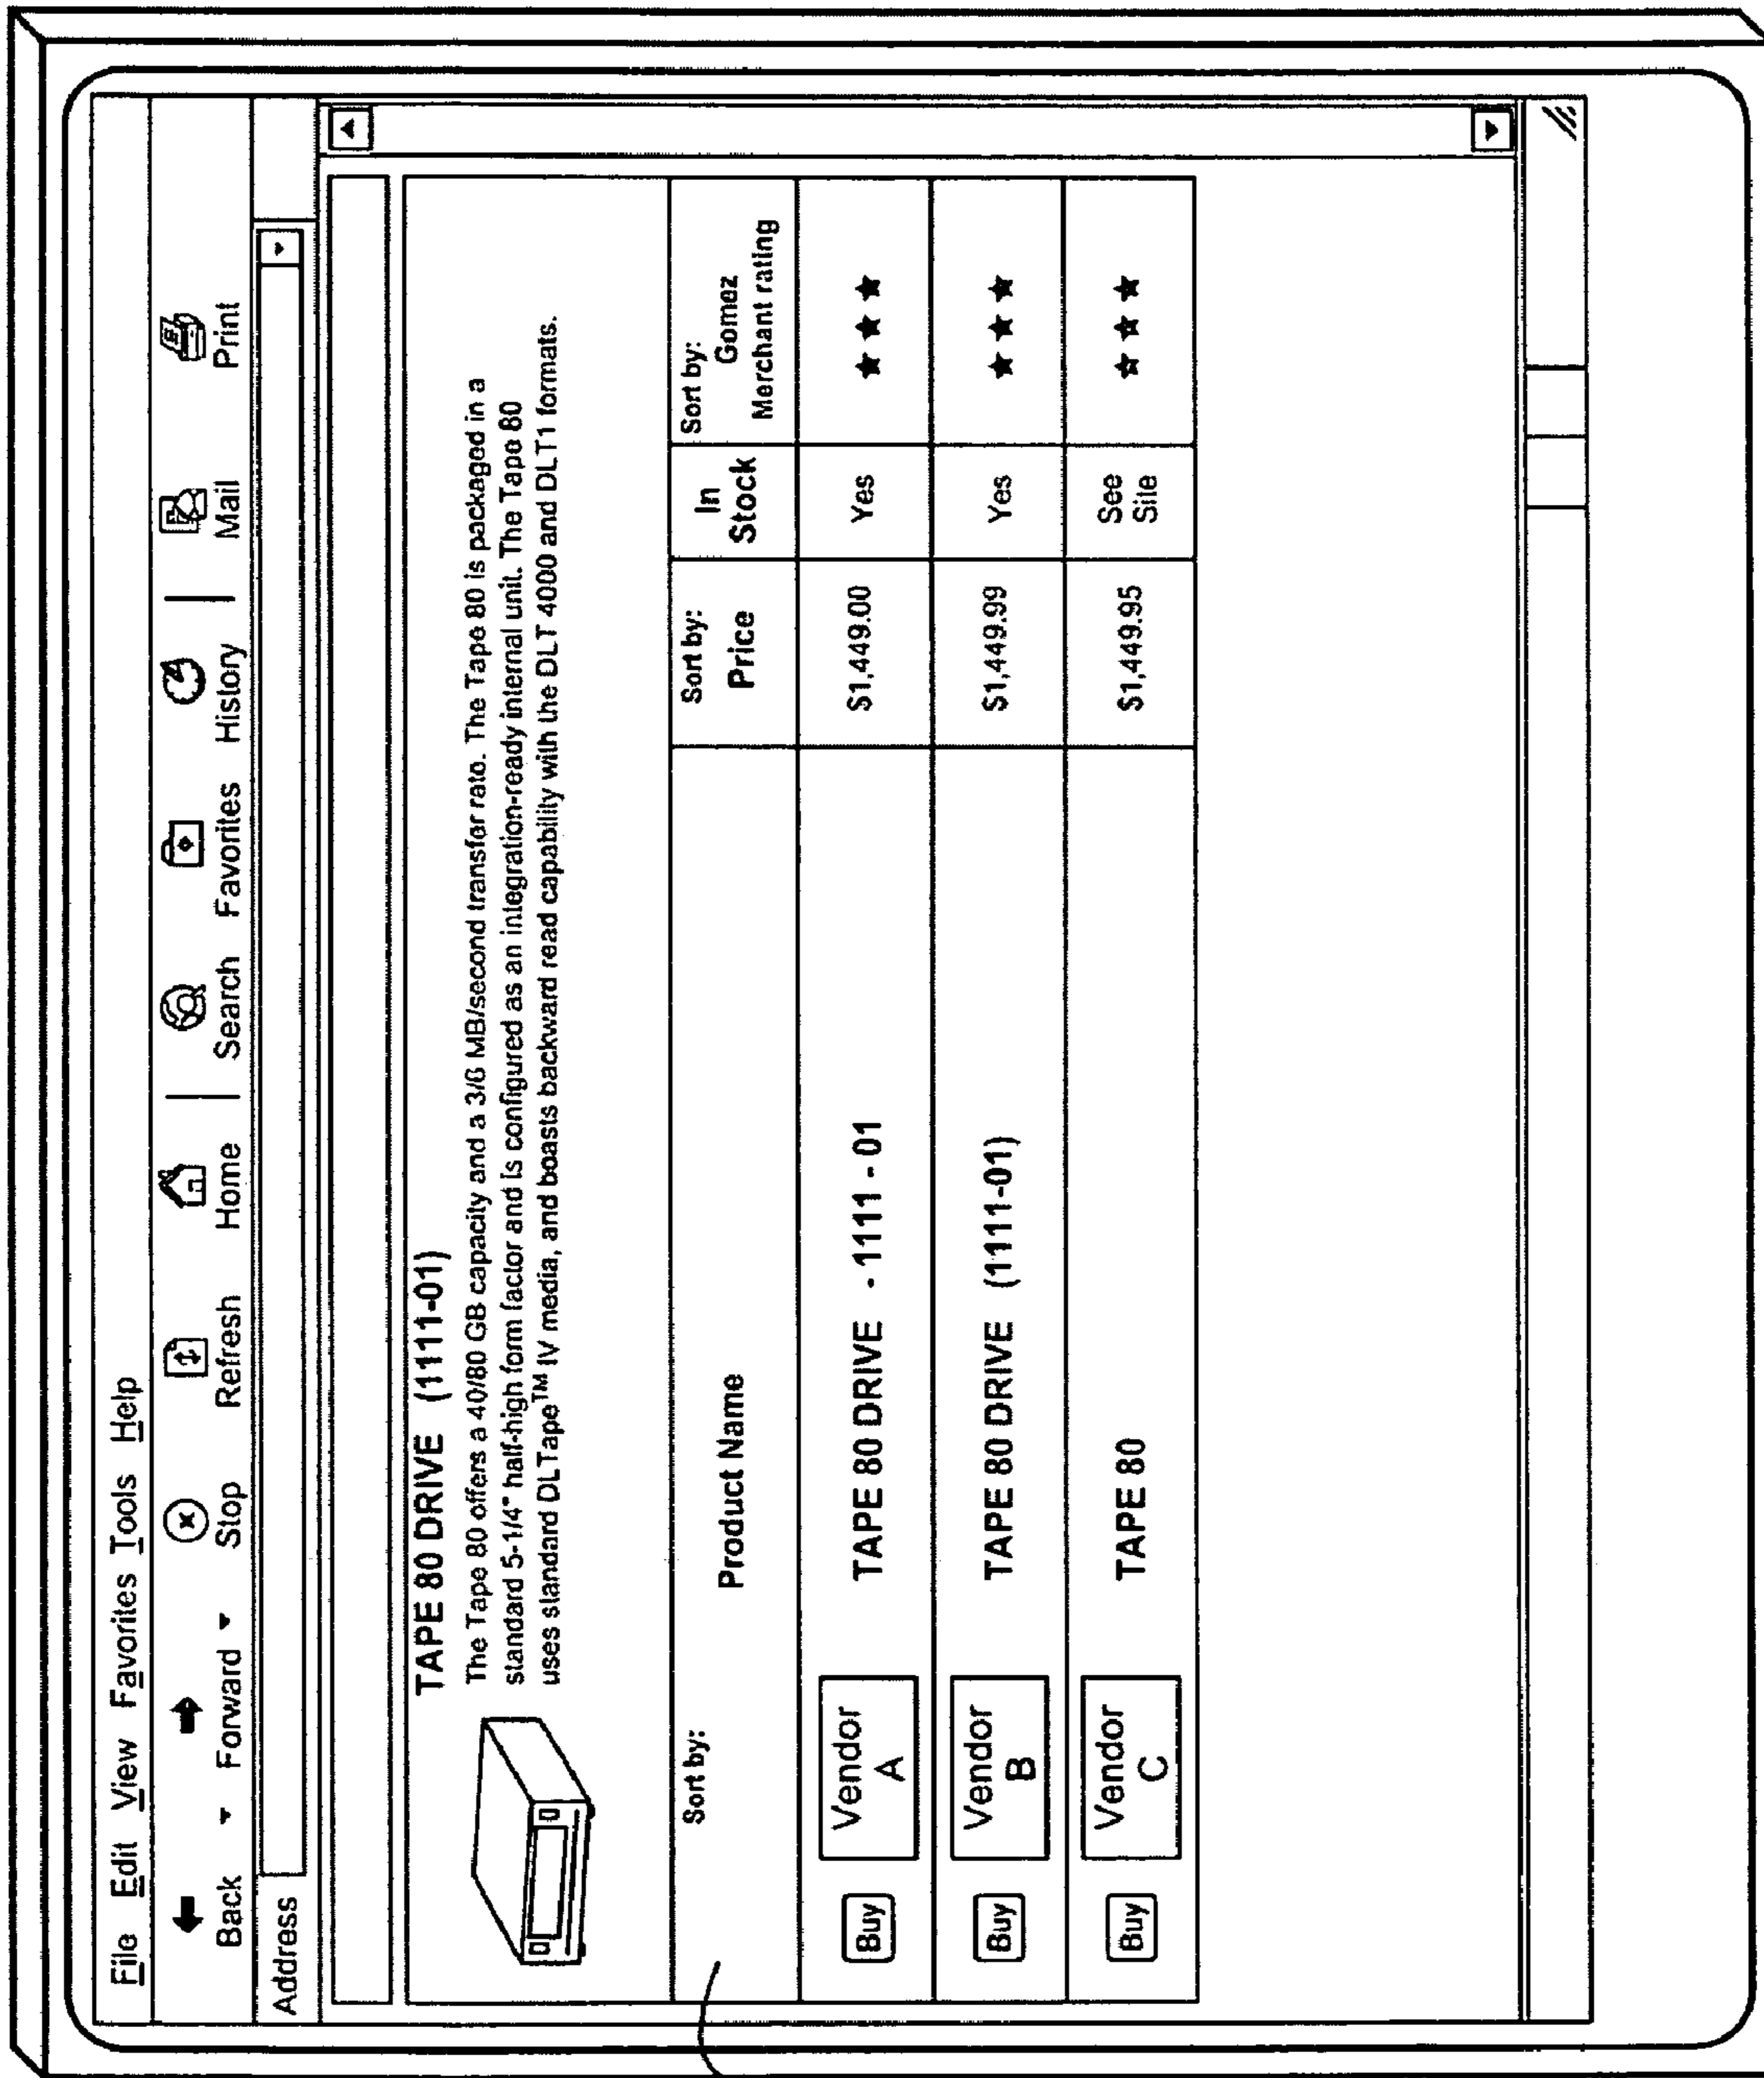 File Edit View Favorites Tools Help
Back Forward Stop Refresh Home Search Favorites History Mail Print
Address
TAPE 80 DRIVE (1111-01)
The Tape 80 offers a 40/80 GB capacity and a 3/6 MB/second transfer rate. The Tape 80 is packaged in a
standard 5-1/4" half-high form factor and is configured as an integration-ready internal unit. The Tape 80
uses standard DLTape™ IV media, and boasts backward read capability with the DLT 4000 and DLT1 formats.
Sort by: Product Name
Sort by: Price
In Stock
Sort by: Gomez Merchant rating
Buy Vendor A TAPE 80 DRIVE - 1111 - 01 $1,449.00 Yes ★★★
Buy Vendor B TAPE 80 DRIVE (1111-01) $1,449.99 Yes ★★★
Buy Vendor C TAPE 80 $1,449.95 See Site ★★★